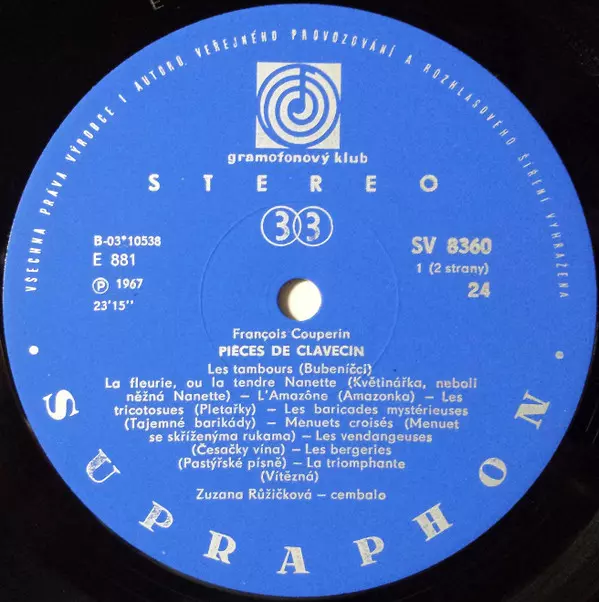 E
VŠECHNA PRÁVA VÝROBCE I AUTORŮ, VEŘEJNÉHO PROVOZOVÁNÍ A ROZHLASOVÉHO ŠÍŘENÍ VYHRAŽENA
gramofonový klub
STEREO
33
B-03*10538
SV 8360
E 881
1 (2 strany)
Ⓟ 1967
24
23'15''
François Couperin
PIÈCES DE CLAVECIN
Les tambours (Bubeníčci)
La fleurie, ou la tendre Nanette (Květinářka, neboli
něžná Nanette) – L'Amazône (Amazonka) – Les
tricotosues (Pletařky) – Les baricades mystérieuses
(Tajemné barikády) – Menuets croisés (Menuet
se skříženýma rukama) – Les vendangeuses
(Česačky vína) – Les bergeries
(Pastýřské písně) – La triomphante
(Vítězná)
Zuzana Růžičková – cembalo
· SUPRAPHON ·